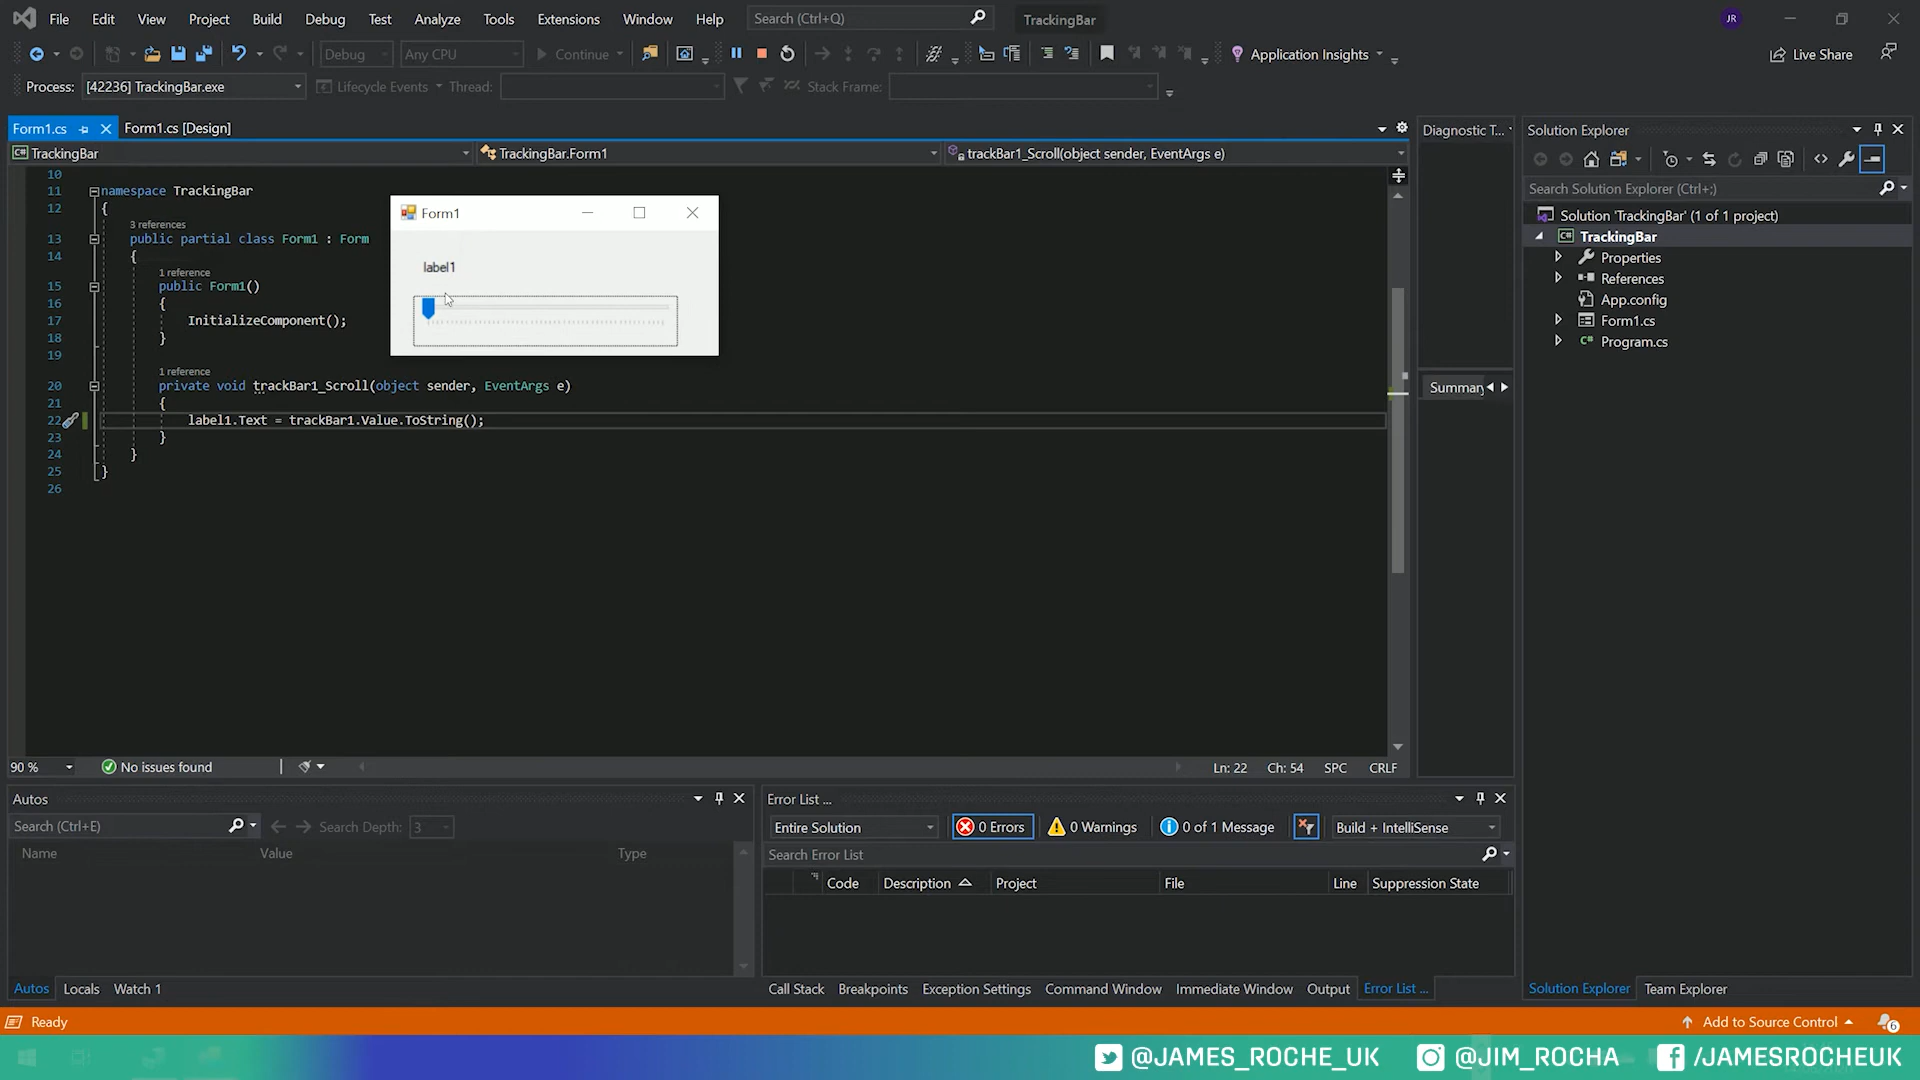 File Edit View Project Build Debug Test Analyze Tools Extensions Window Help Search (Ctrl+Q) TrackingBar JR
Debug Any CPU Continue Application Insights Live Share
Process: [42236] TrackingBar.exe Lifecycle Events Thread: Stack Frame:
Form1.cs Form1.cs [Design]
TrackingBar TrackingBar.Form1 trackBar1_Scroll(object sender, EventArgs e)
10
11 namespace TrackingBar
12 {
3 references
13 public partial class Form1 : Form
14 {
1 reference
15 public Form1()
16 {
17 InitializeComponent();
18 }
19
1 reference
20 private void trackBar1_Scroll(object sender, EventArgs e)
21 {
22 label1.Text = trackBar1.Value.ToString();
23 }
24 }
25 }
26
Form1
label1
90 % No issues found Ln: 22 Ch: 54 SPC CRLF
Diagnostic T...
Summary
Solution Explorer
Search Solution Explorer (Ctrl+;)
Solution 'TrackingBar' (1 of 1 project)
C# TrackingBar
Properties
References
App.config
Form1.cs
C# Program.cs
Autos
Search (Ctrl+E) Search Depth: 3
Name Value Type
Autos Locals Watch 1
Error List ...
Entire Solution 0 Errors 0 Warnings 0 of 1 Message Build + IntelliSense
Search Error List
Code Description Project File Line Suppression State
Call Stack Breakpoints Exception Settings Command Window Immediate Window Output Error List ...
Solution Explorer Team Explorer
Ready Add to Source Control 6
@JAMES_ROCHE_UK @JIM_ROCHA /JAMESROCHEUK